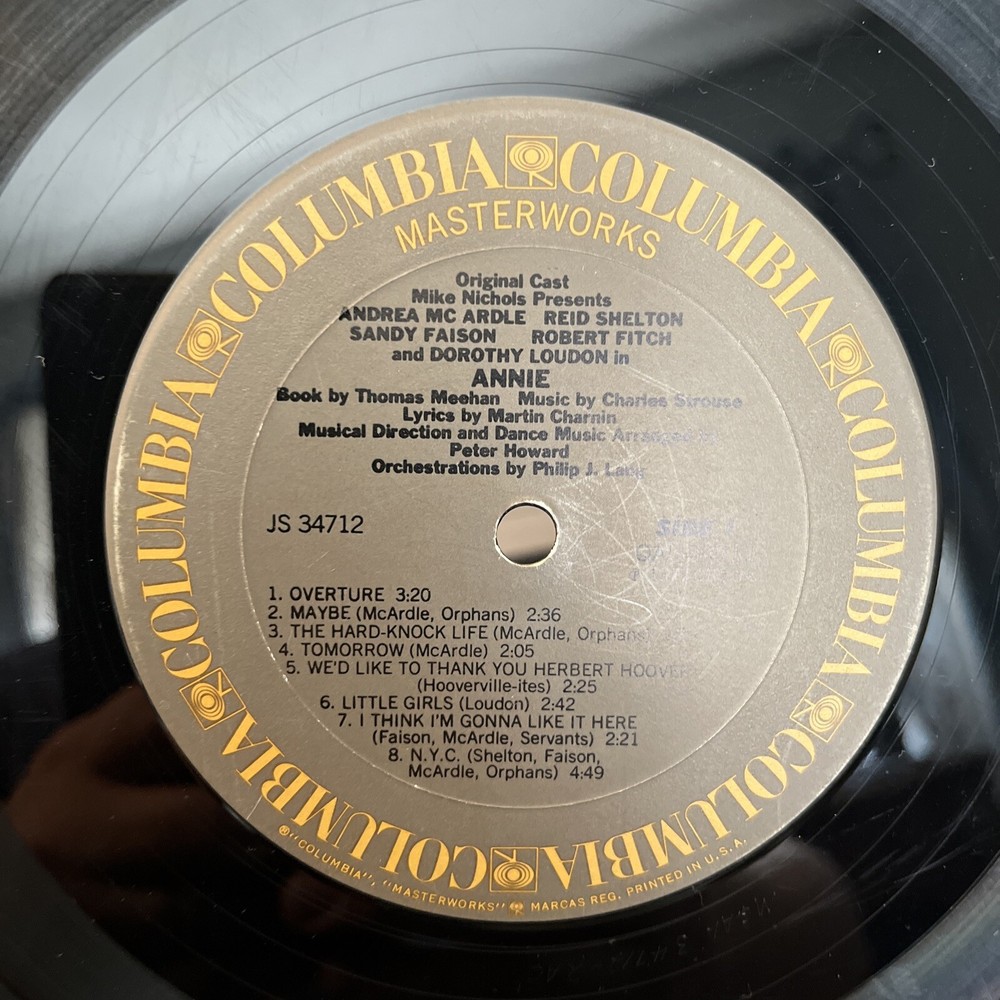 COLUMBIA COLUMBIA COLUMBIA COLUMBIA COLUMBIA COLUMBIA COLUMBIA COLUMBIA
MASTERWORKS
Original Cast
Mike Nichols Presents
ANDREA MC ARDLE REID SHELTON
SANDY FAISON ROBERT FITCH
and DOROTHY LOUDON in
ANNIE
Book by Thomas Meehan Music by Charles Strouse
Lyrics by Martin Charnin
Musical Direction and Dance Music Arranged by
Peter Howard
Orchestrations by Philip J. Lang
JS 34712
SIDE
1. OVERTURE 3:20
2. MAYBE (McArdle, Orphans) 2:36
3. THE HARD-KNOCK LIFE (McArdle, Orphans)
4. TOMORROW (McArdle) 2:05
5. WE'D LIKE TO THANK YOU HERBERT HOOVER
(Hooverville-ites) 2:25
6. LITTLE GIRLS (Loudon) 2:42
7. I THINK I'M GONNA LIKE IT HERE
(Faison, McArdle, Servants) 2:21
8. N.Y.C. (Shelton, Faison,
McArdle, Orphans) 4:49
® "COLUMBIA", "MASTERWORKS" MARCAS REG. PRINTED IN U.S.A.